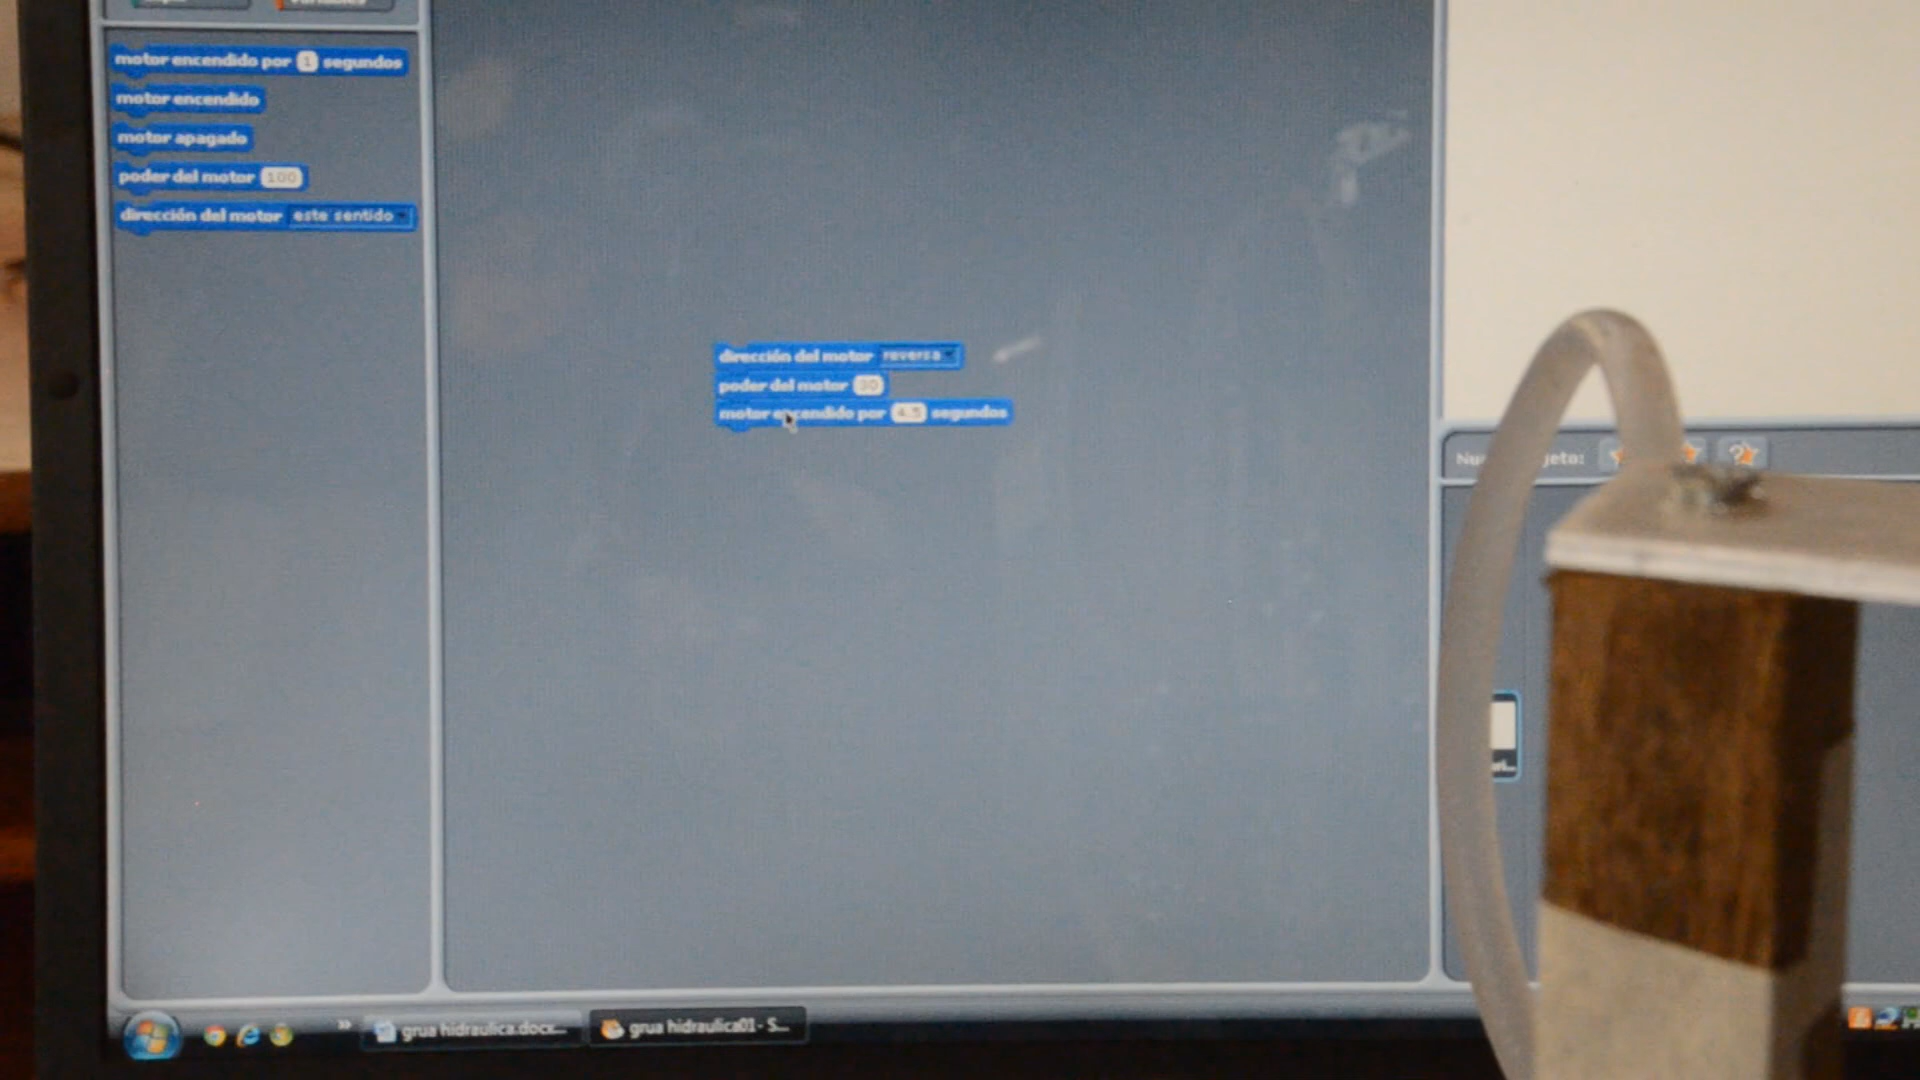 Variables
motor encendido por 1 segundos
motor encendido
motor apagado
poder del motor 100
dirección del motor este sentido
dirección del motor reversa
poder del motor 30
motor encendido por 4.5 segundos
grua hidraulica.docx...
grua hidraulica01 - S...